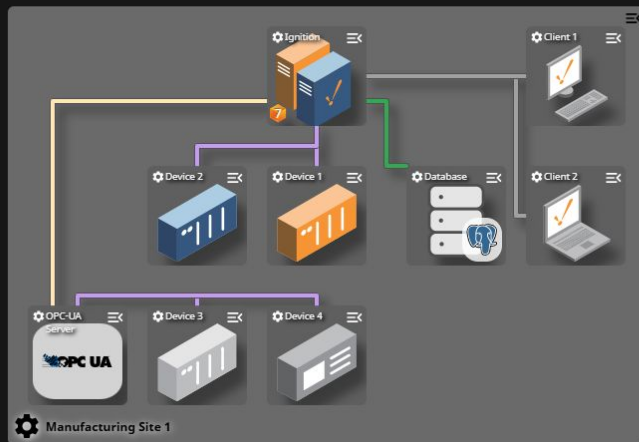 Ignition
Client 1
7
Device 2
Device 1
Database
Client 2
OPC-UA
Server
Device 3
Device 4
OPC UA
Manufacturing Site 1